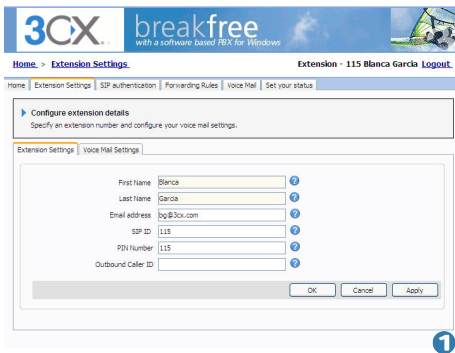 3CX
breakfree
with a software based PBX for Windows
Home > Extension Settings
Extension - 115 Blanca Garcia Logout
Home Extension Settings SIP authentication Forwarding Rules Voice Mail Set your status
Configure extension details
Specify an extension number and configure your voice mail settings.
Extension Settings Voice Mail Settings
First Name Blanca ?
Last Name Garcia ?
Email address bg@3cx.com ?
SIP ID 115 ?
PIN Number 115 ?
Outbound Caller ID ?
OK Cancel Apply
1